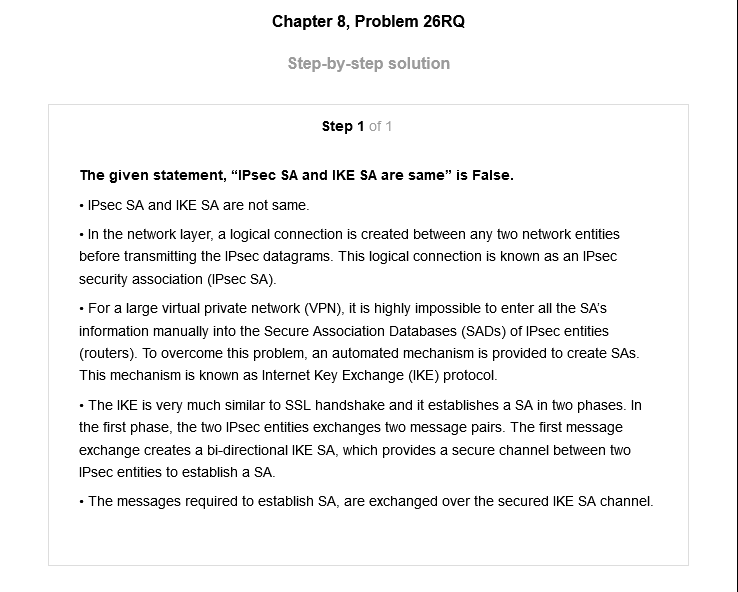 Chapter 8, Problem 26RQ
Step-by-step solution
Step 1 of 1
The given statement, “IPsec SA and IKE SA are same” is False.
• IPsec SA and IKE SA are not same.
• In the network layer, a logical connection is created between any two network entities
before transmitting the IPsec datagrams. This logical connection is known as an IPsec
security association (IPsec SA).
• For a large virtual private network (VPN), it is highly impossible to enter all the SA’s
information manually into the Secure Association Databases (SADs) of IPsec entities
(routers). To overcome this problem, an automated mechanism is provided to create SAs.
This mechanism is known as Internet Key Exchange (IKE) protocol.
• The IKE is very much similar to SSL handshake and it establishes a SA in two phases. In
the first phase, the two IPsec entities exchanges two message pairs. The first message
exchange creates a bi-directional IKE SA, which provides a secure channel between two
IPsec entities to establish a SA.
• The messages required to establish SA, are exchanged over the secured IKE SA channel.